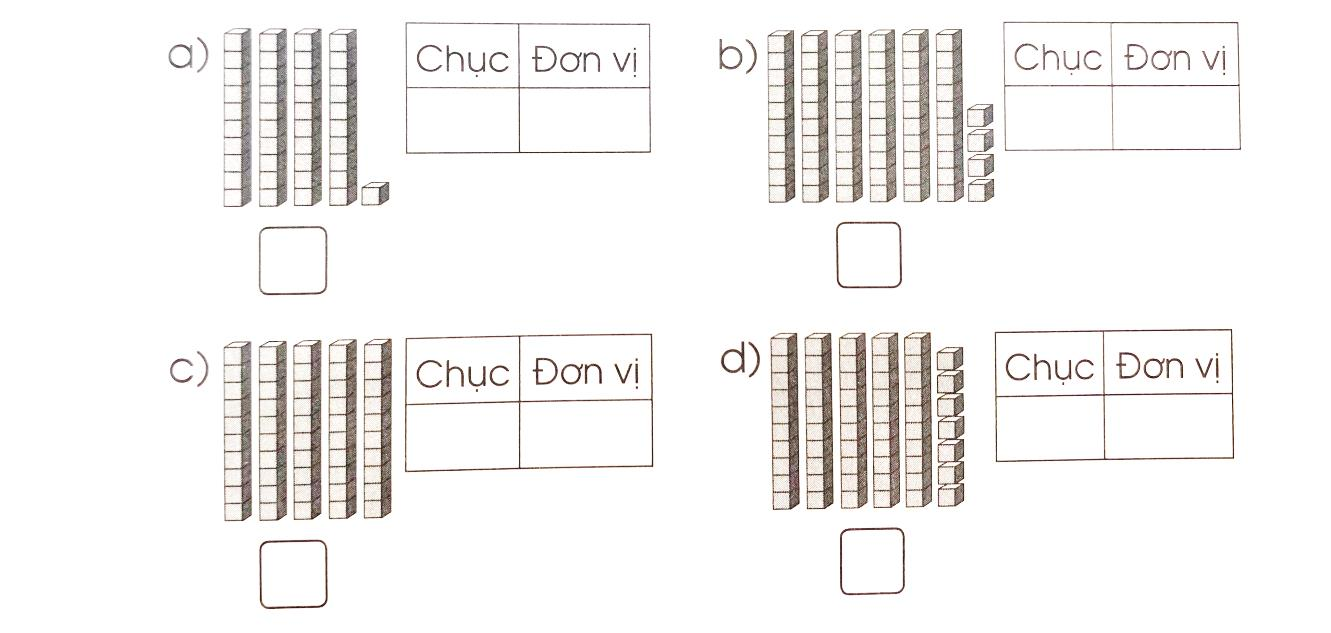 a) Chục Đơn vị
b) Chục Đơn vị
c) Chục Đơn vị
d) Chục Đơn vị